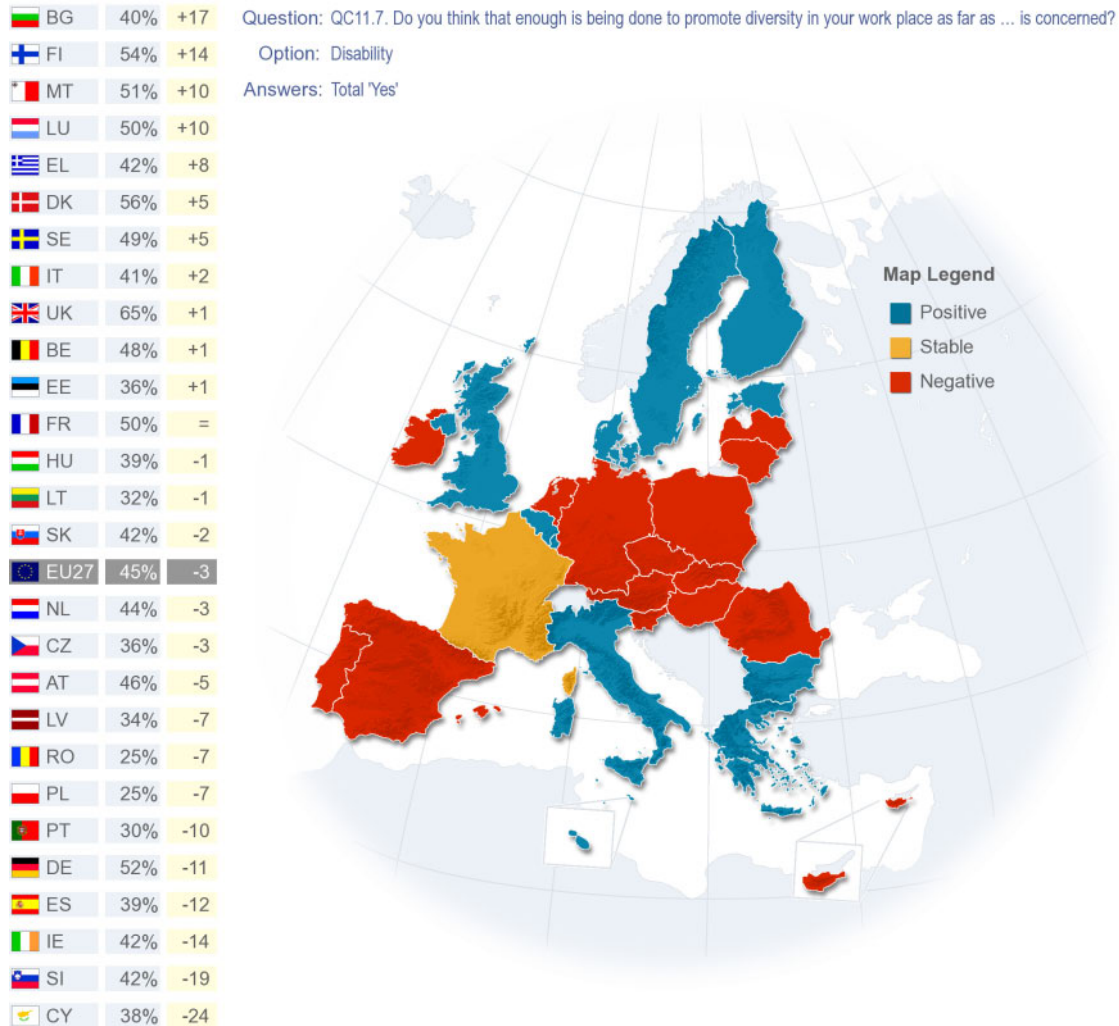 BG 40% +17
FI 54% +14
MT 51% +10
LU 50% +10
EL 42% +8
DK 56% +5
SE 49% +5
IT 41% +2
UK 65% +1
BE 48% +1
EE 36% +1
FR 50% =
HU 39% -1
LT 32% -1
SK 42% -2
EU27 45% -3
NL 44% -3
CZ 36% -3
AT 46% -5
LV 34% -7
RO 25% -7
PL 25% -7
PT 30% -10
DE 52% -11
ES 39% -12
IE 42% -14
SI 42% -19
CY 38% -24
Question: QC11.7. Do you think that enough is being done to promote diversity in your work place as far as ... is concerned?
Option: Disability
Answers: Total 'Yes'
Map Legend
Positive
Stable
Negative